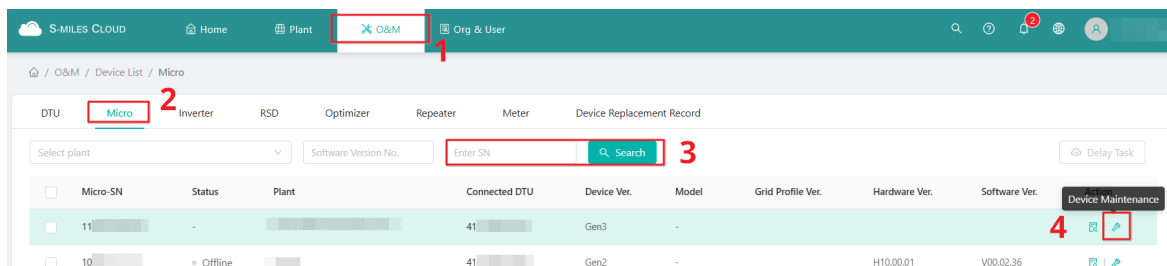 S-MILES CLOUD Home Plant O&M Org & User 2 A
1
/ O&M / Device List / Micro
2
DTU Micro Inverter RSD Optimizer Repeater Meter Device Replacement Record
Select plant Software Version No. Enter SN Search 3 Delay Task
Micro-SN Status Plant Connected DTU Device Ver. Model Grid Profile Ver. Hardware Ver. Software Ver.
Device Maintenance
11 - 41 Gen3 - 4
10 Offline 41 Gen2 - H10.00.01 V00.02.36